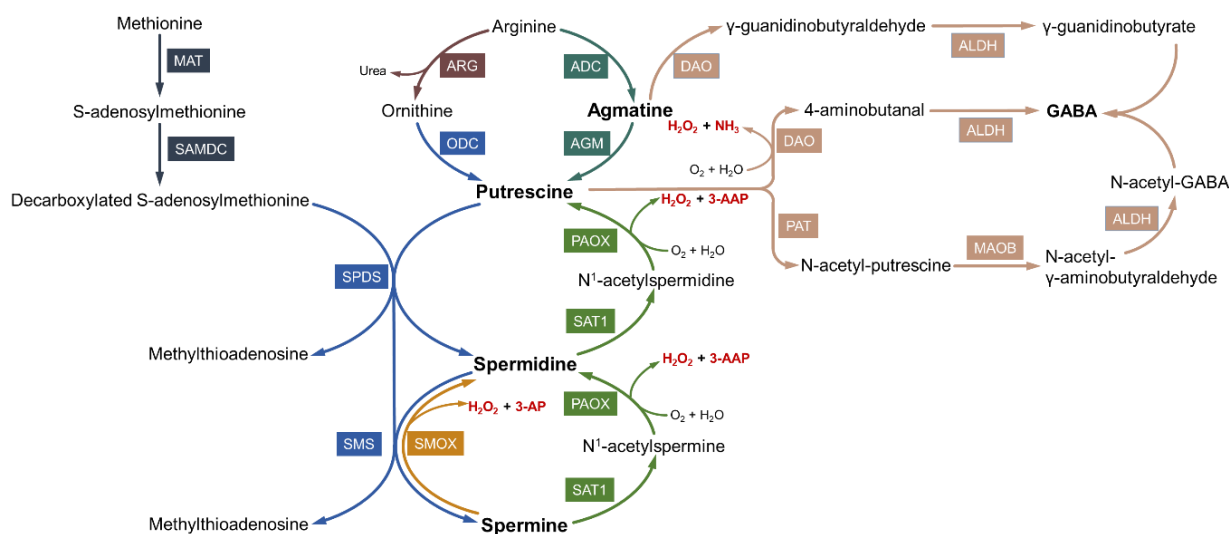 Methionine
MAT
S-adenosylmethionine
SAMDC
Decarboxylated S-adenosylmethionine
SPDS
Methylthioadenosine
SMS
Methylthioadenosine
Arginine
Urea
ARG
ADC
Ornithine
Agmatine
ODC
AGM
Putrescine
H₂O₂ + 3-AAP
PAOX
O₂ + H₂O
N¹-acetylspermidine
SAT1
Spermidine
H₂O₂ + 3-AP
SMOX
H₂O₂ + 3-AAP
PAOX
O₂ + H₂O
N¹-acetylspermine
SAT1
Spermine
DAO
γ-guanidinobutyraldehyde
ALDH
γ-guanidinobutyrate
H₂O₂ + NH₃
O₂ + H₂O
DAO
4-aminobutanal
ALDH
GABA
PAT
N-acetyl-putrescine
MAOB
N-acetyl-
γ-aminobutyraldehyde
ALDH
N-acetyl-GABA